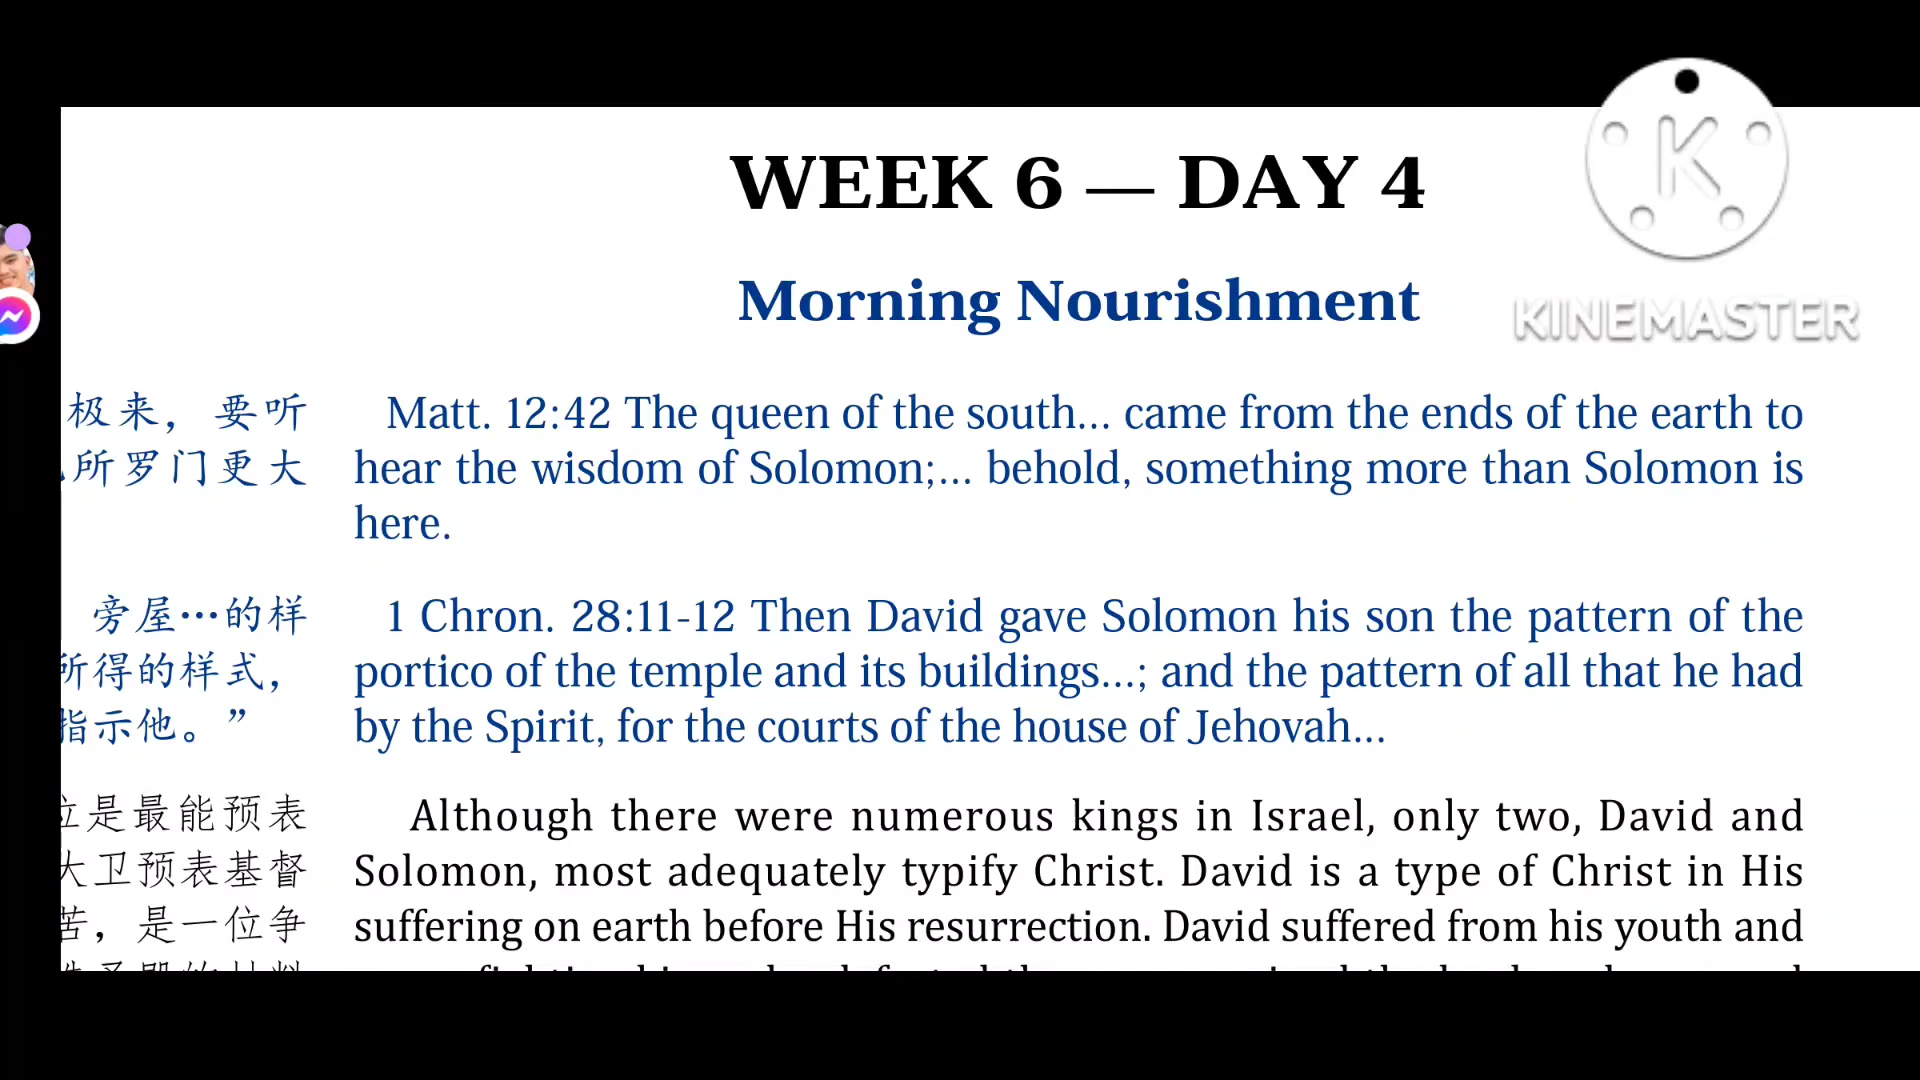 WEEK 6 — DAY 4
Morning Nourishment
K
KINEMASTER
极来，要听
所罗门更大
旁屋…的样
所得的样式，
指示他。”
是最能预表
大卫预表基督
苦，是一位争
Matt. 12:42 The queen of the south... came from the ends of the earth to
hear the wisdom of Solomon;... behold, something more than Solomon is
here.
1 Chron. 28:11-12 Then David gave Solomon his son the pattern of the
portico of the temple and its buildings...; and the pattern of all that he had
by the Spirit, for the courts of the house of Jehovah...
Although there were numerous kings in Israel, only two, David and
Solomon, most adequately typify Christ. David is a type of Christ in His
suffering on earth before His resurrection. David suffered from his youth and